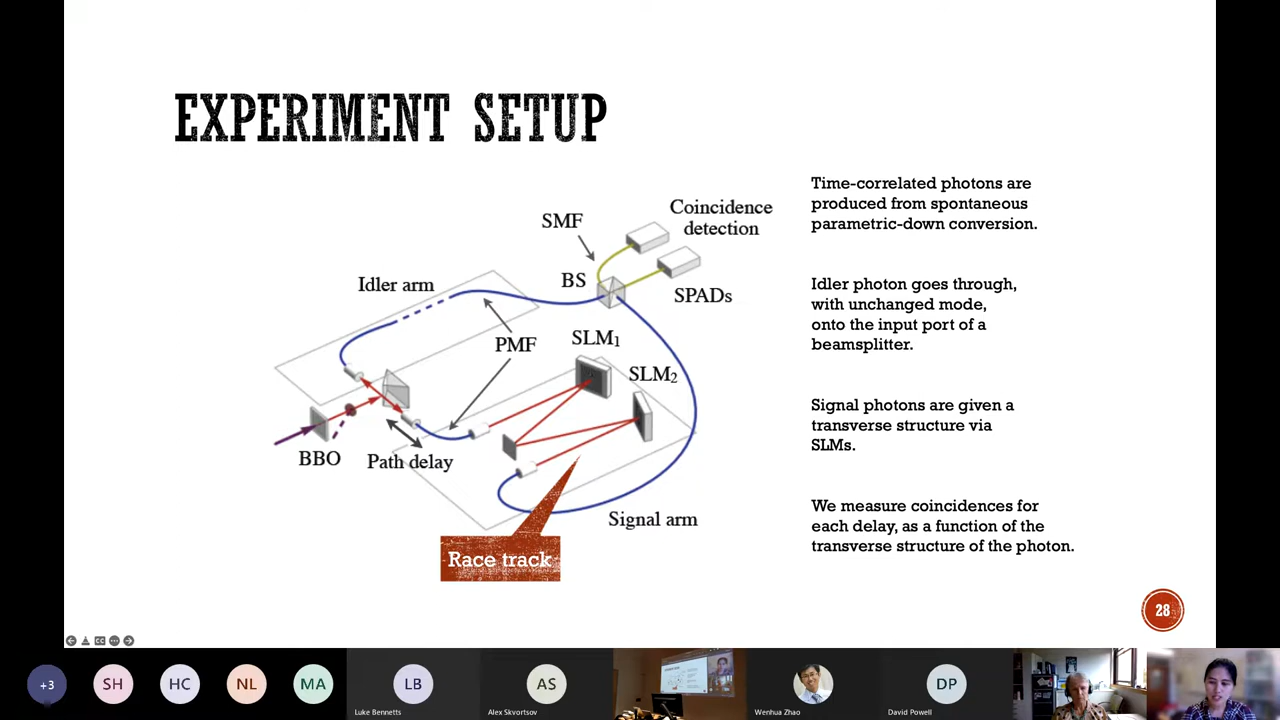 EXPERIMENT SETUP
Time-correlated photons are
produced from spontaneous
parametric-down conversion.
Idler photon goes through,
with unchanged mode,
onto the input port of a
beamsplitter.
Signal photons are given a
transverse structure via
SLMs.
We measure coincidences for
each delay, as a function of the
transverse structure of the photon.
Coincidence
detection
SMF
BS
SPADs
Idler arm
PMF
SLM₁
SLM₂
BBO
Path delay
Signal arm
Race track
28
+3
SH
HC
NL
MA
LB
Luke Bennetts
AS
Alex Skvortsov
Wenhua Zhao
DP
David Powell